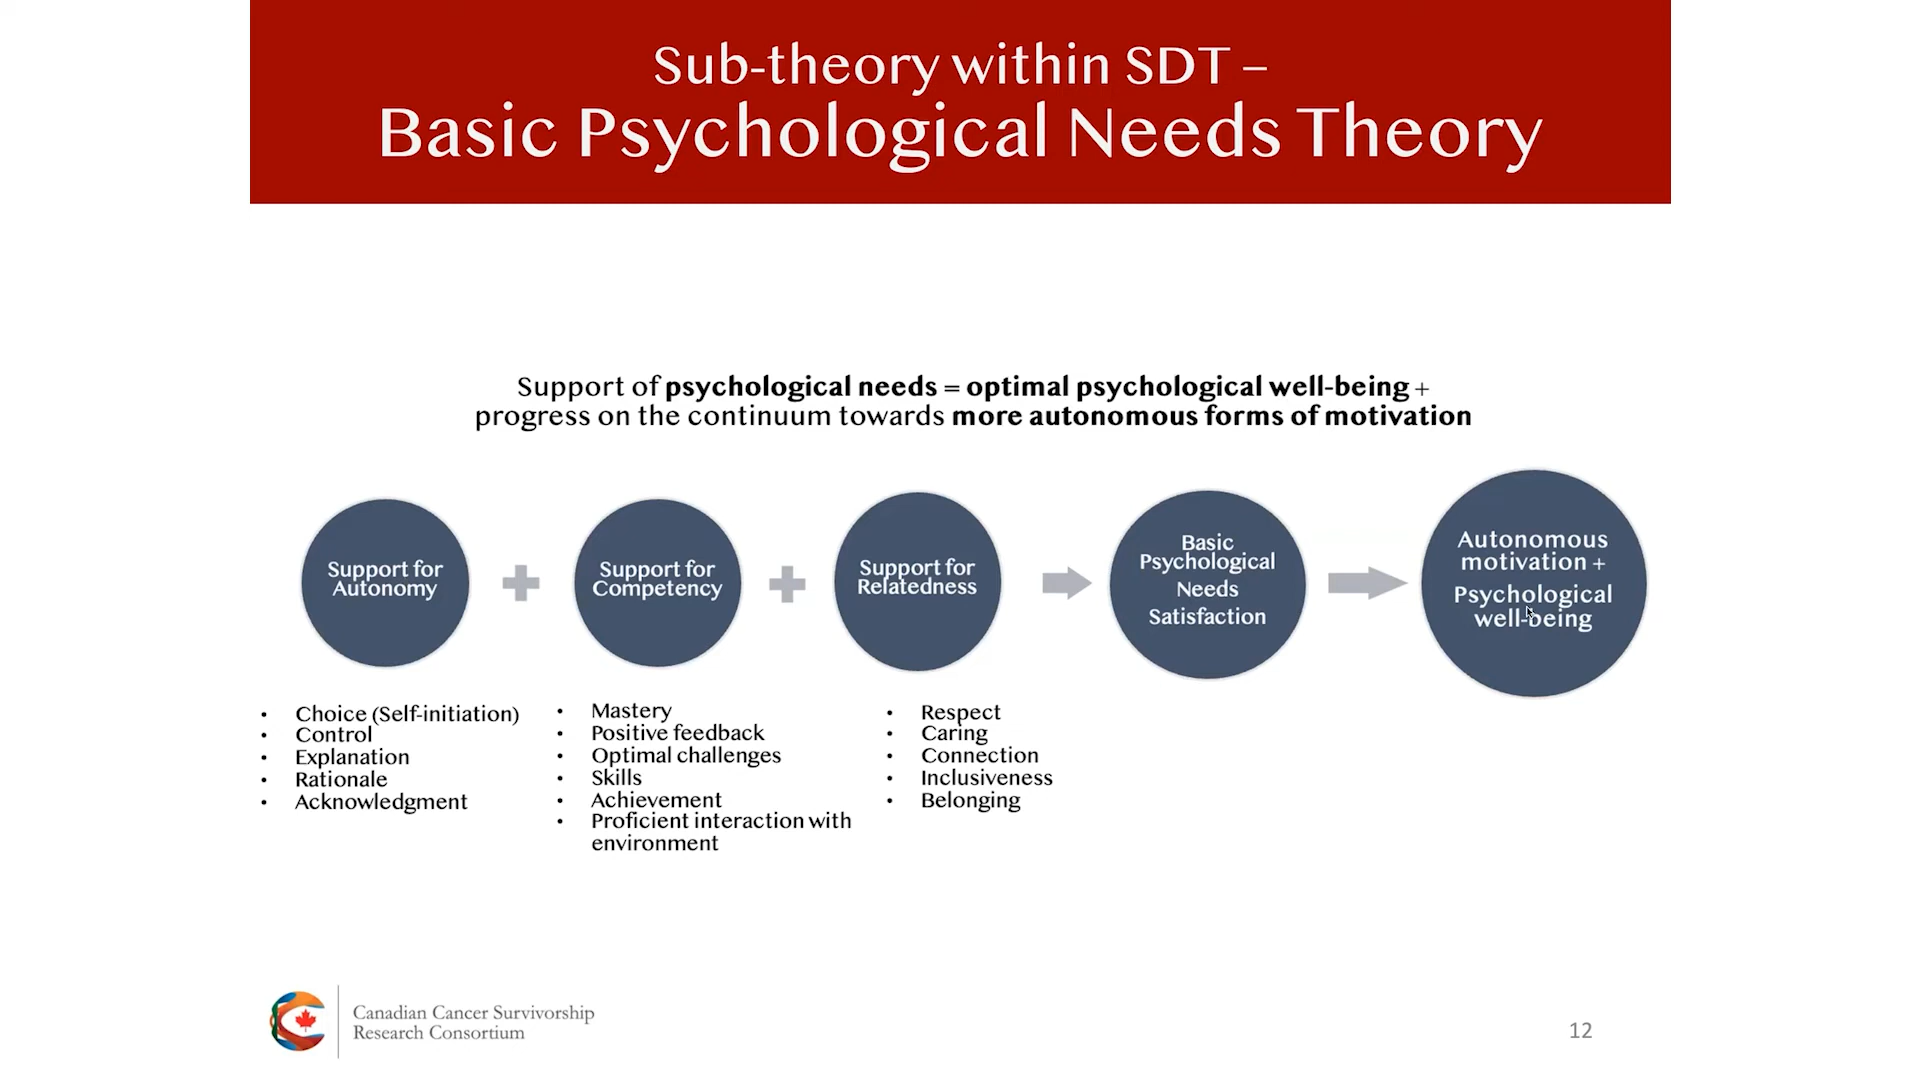 Sub-theory within SDT –
Basic Psychological Needs Theory
Support of psychological needs = optimal psychological well-being +
progress on the continuum towards more autonomous forms of motivation
Support for
Autonomy
Support for
Competency
Support for
Relatedness
Basic
Psychological
Needs
Satisfaction
Autonomous
motivation +
Psychological
well-being
• Choice (Self-initiation)
• Control
• Explanation
• Rationale
• Acknowledgment
• Mastery
• Positive feedback
• Optimal challenges
• Skills
• Achievement
• Proficient interaction with
environment
• Respect
• Caring
• Connection
• Inclusiveness
• Belonging
Canadian Cancer Survivorship
Research Consortium
12